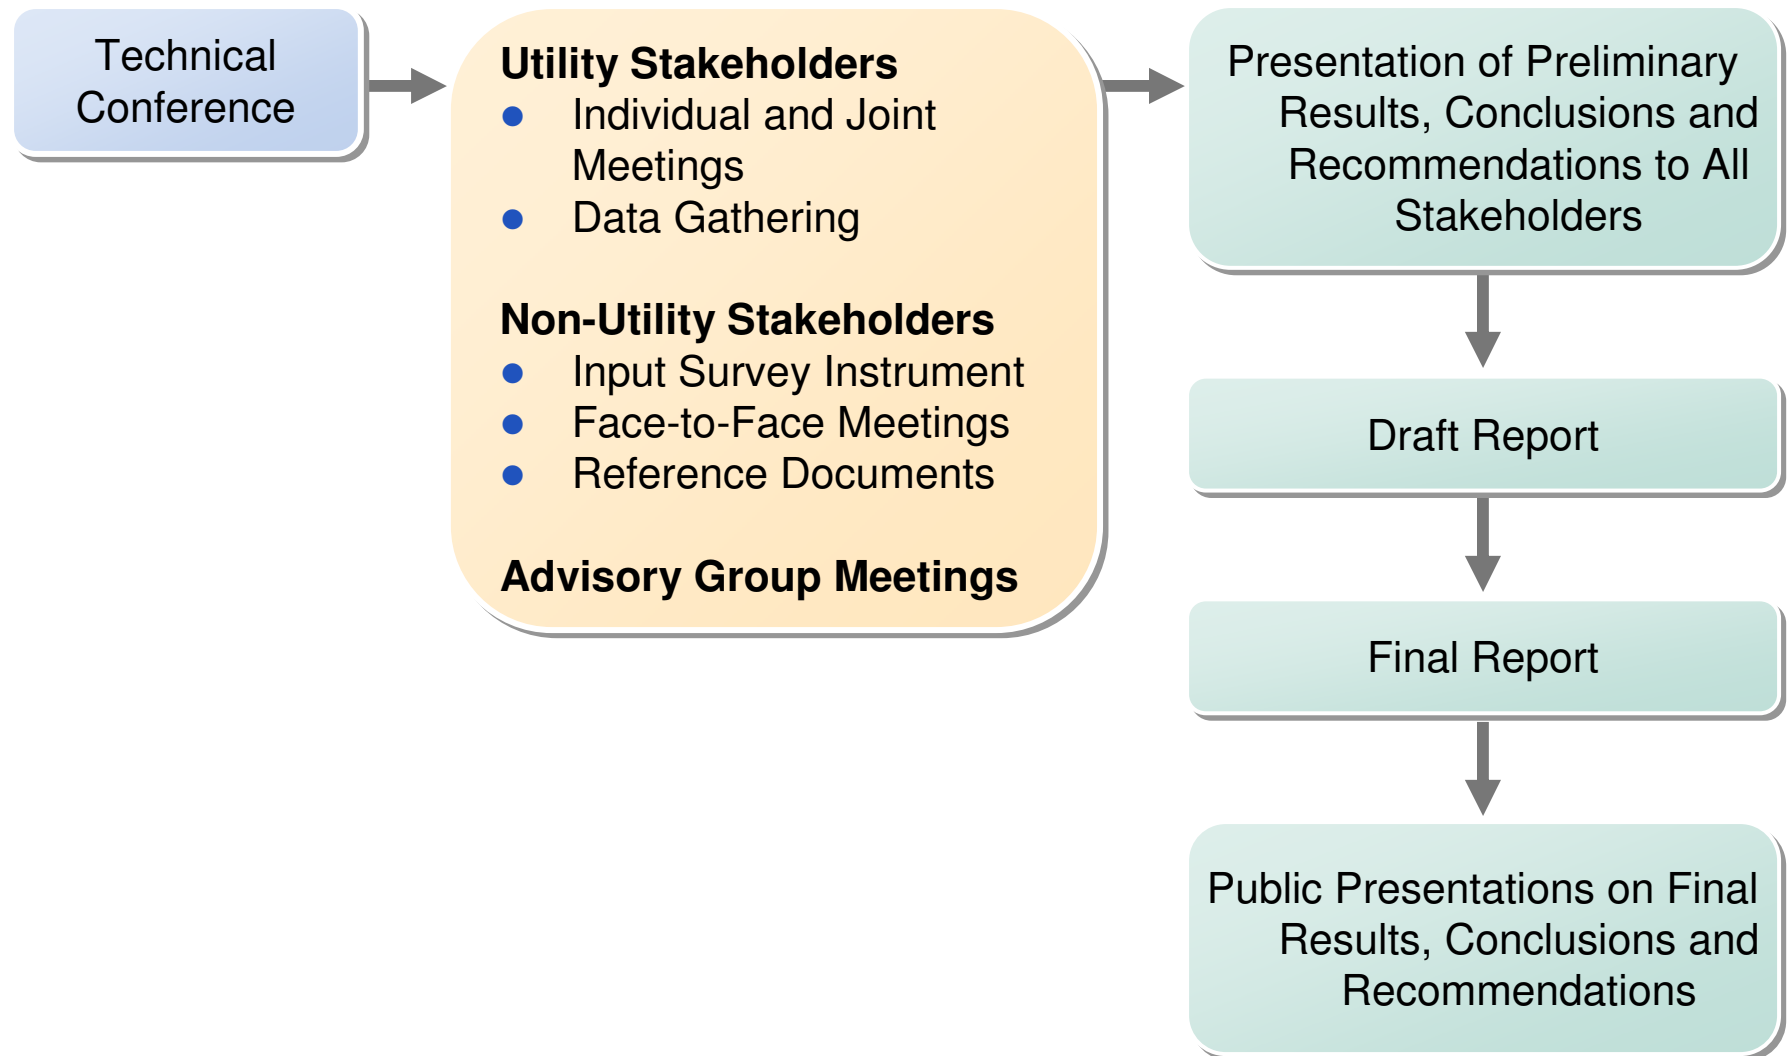 Technical
Conference
Utility Stakeholders
● Individual and Joint
Meetings
● Data Gathering
Non-Utility Stakeholders
● Input Survey Instrument
● Face-to-Face Meetings
● Reference Documents
Advisory Group Meetings
Presentation of Preliminary
Results, Conclusions and
Recommendations to All
Stakeholders
Draft Report
Final Report
Public Presentations on Final
Results, Conclusions and
Recommendations